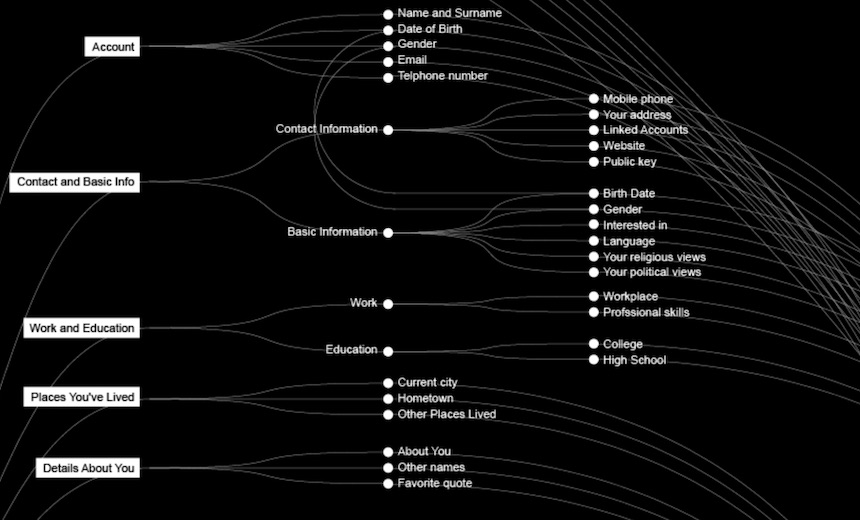 Account
Name and Surname
Date of Birth
Gender
Email
Telphone number
Contact and Basic Info
Contact Information
Mobile phone
Your address
Linked Accounts
Website
Public key
Basic Information
Birth Date
Gender
Interested in
Language
Your religious views
Your political views
Work and Education
Work
Workplace
Profssional skills
Education
College
High School
Places You've Lived
Current city
Hometown
Other Places Lived
Details About You
About You
Other names
Favorite quote